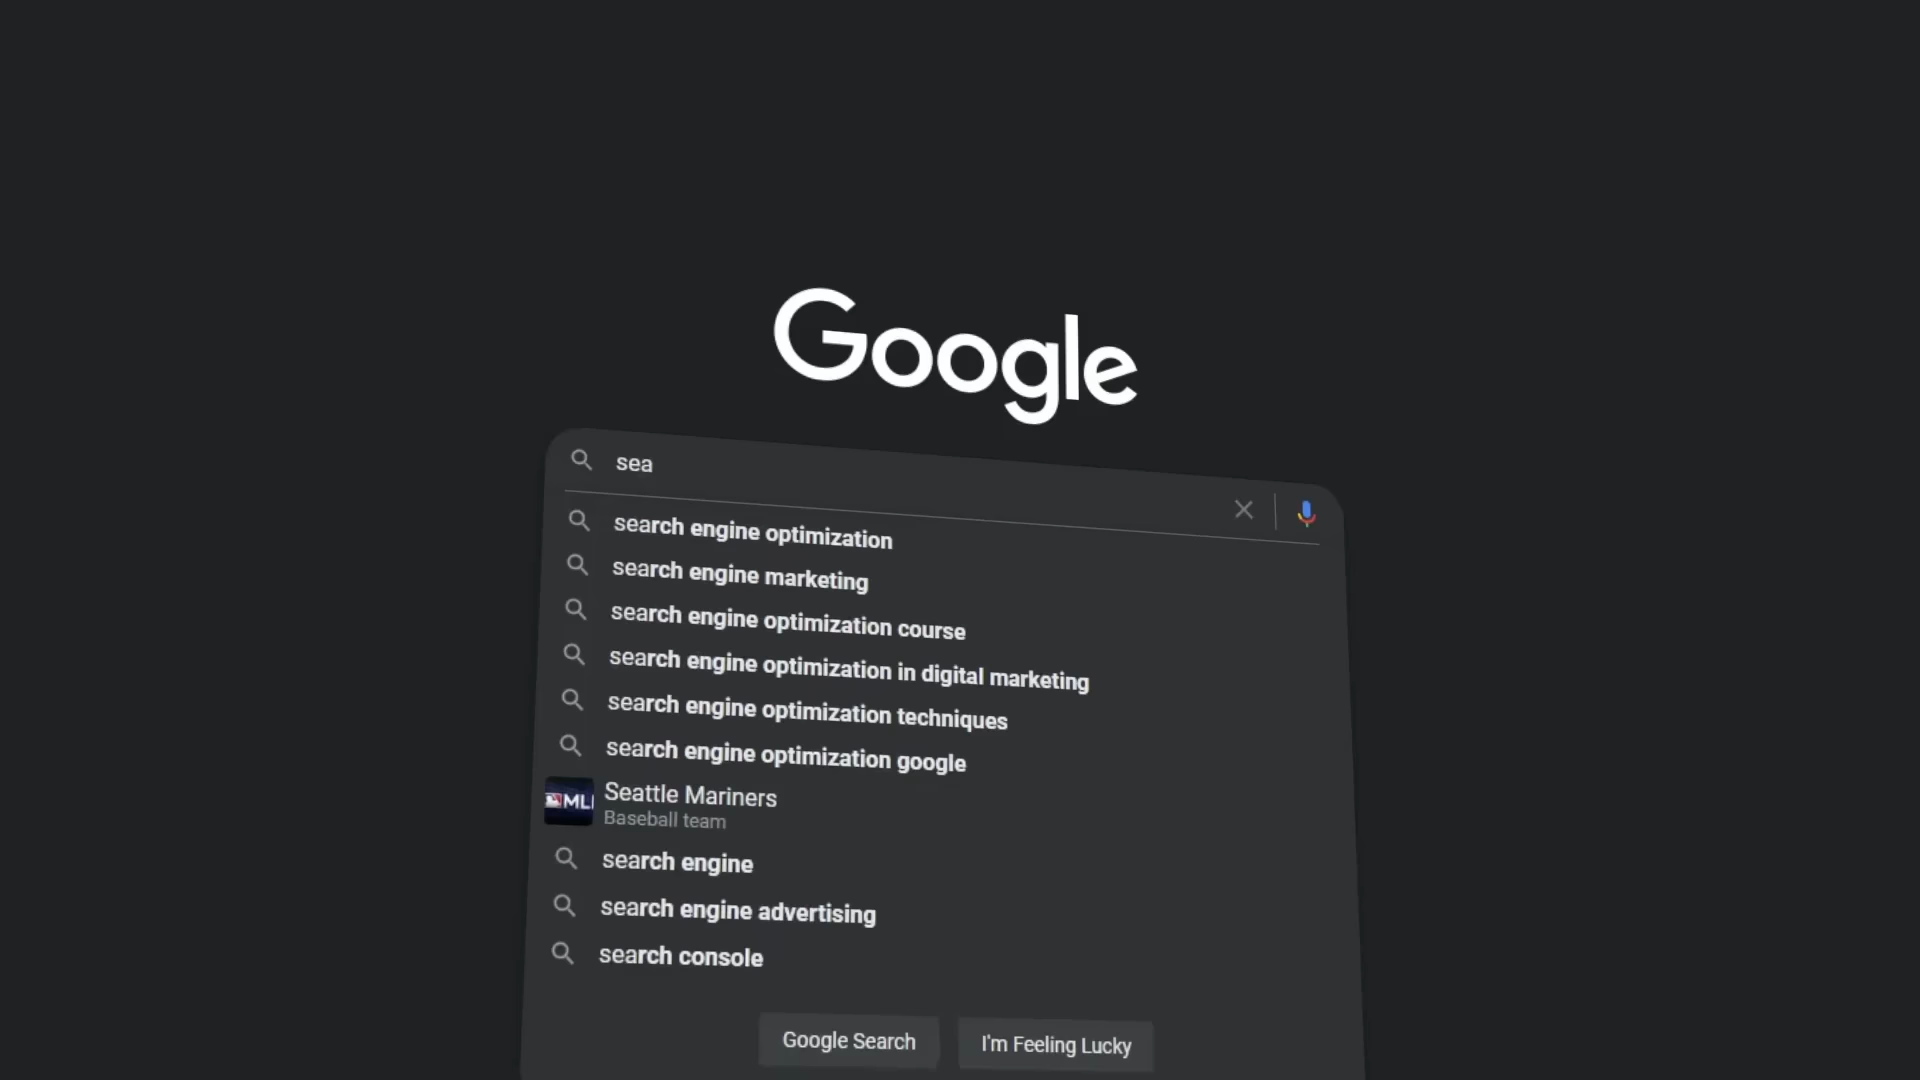 Google
sea
search engine optimization
search engine marketing
search engine optimization course
search engine optimization in digital marketing
search engine optimization techniques
search engine optimization google
ML
Seattle Mariners
Baseball team
search engine
search engine advertising
search console
Google Search
I'm Feeling Lucky